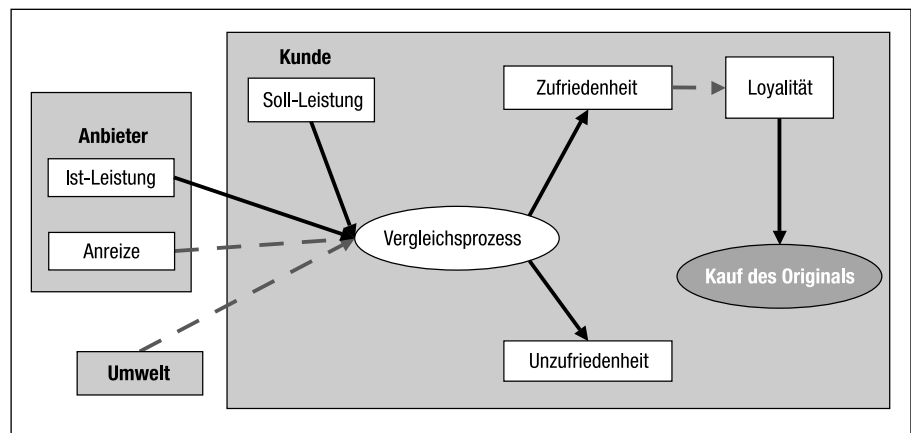 Kunde
Soll-Leistung
Zufriedenheit
Loyalität
Anbieter
Ist-Leistung
Anreize
Vergleichsprozess
Kauf des Originals
Umwelt
Unzufriedenheit